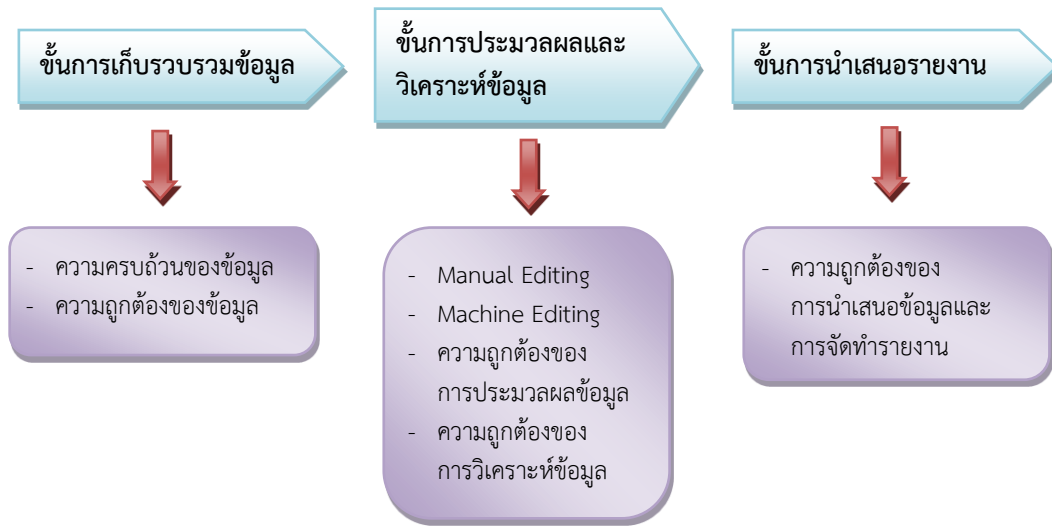 ขั้นการเก็บรวบรวมข้อมูล
ขั้นการประมวลผลและ
วิเคราะห์ข้อมูล
ขั้นการนำเสนอรายงาน
- ความครบถ้วนของข้อมูล
- ความถูกต้องของข้อมูล
- Manual Editing
- Machine Editing
- ความถูกต้องของ
การประมวลผลข้อมูล
- ความถูกต้องของ
การวิเคราะห์ข้อมูล
- ความถูกต้องของ
การนำเสนอข้อมูลและ
การจัดทำรายงาน